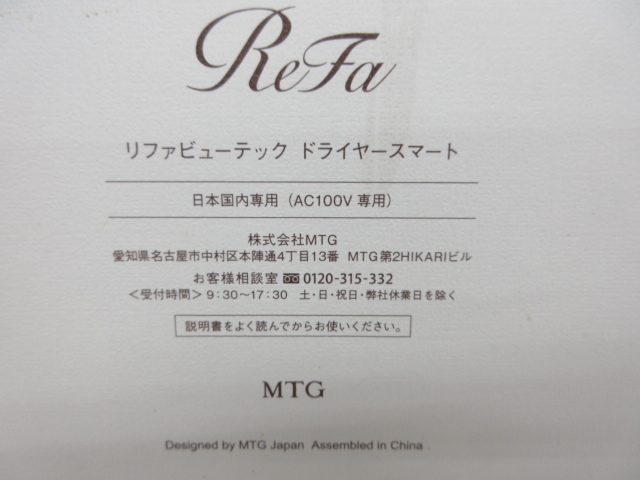 ReFa
リファビューテック ドライヤースマート
日本国内専用（AC100V 専用）
株式会社MTG
愛知県名古屋市中村区本陣通4丁目13番 MTG第2HIKARIビル
お客様相談室 0120-315-332
＜受付時間＞9:30〜17:30 土・日・祝日・弊社休業日を除く
説明書をよく読んでからお使いください。
MTG
Designed by MTG Japan Assembled in China